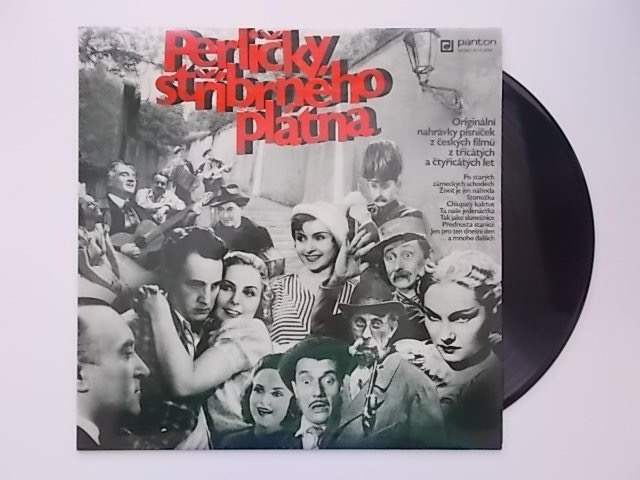 Perličky
stříbrného
plátna
panton
Originální
nahrávky písniček
z českých filmů
z třicátých
a čtyřicátých let
Po starých
zámeckých schodech
Život je jen náhoda
Stonožka
Chlupatý kaktus
Ta naše jedenáctka
Tak jako slunečnice
Přednosta stanice
Jen pro ten dnešní den
... a mnoho dalších